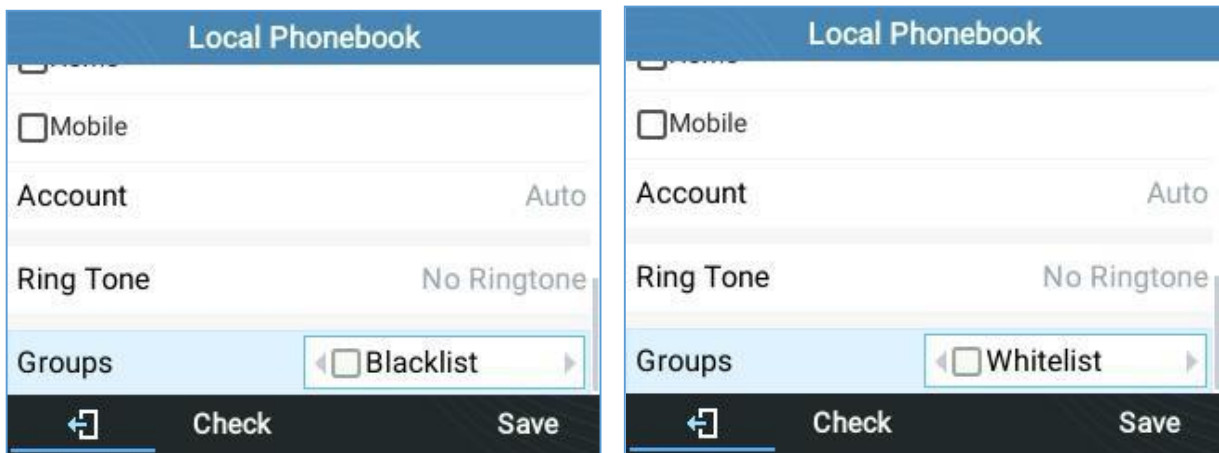 Local Phonebook
Mobile
Account Auto
Ring Tone No Ringtone
Groups Blacklist
Check Save
Local Phonebook
Mobile
Account Auto
Ring Tone No Ringtone
Groups Whitelist
Check Save